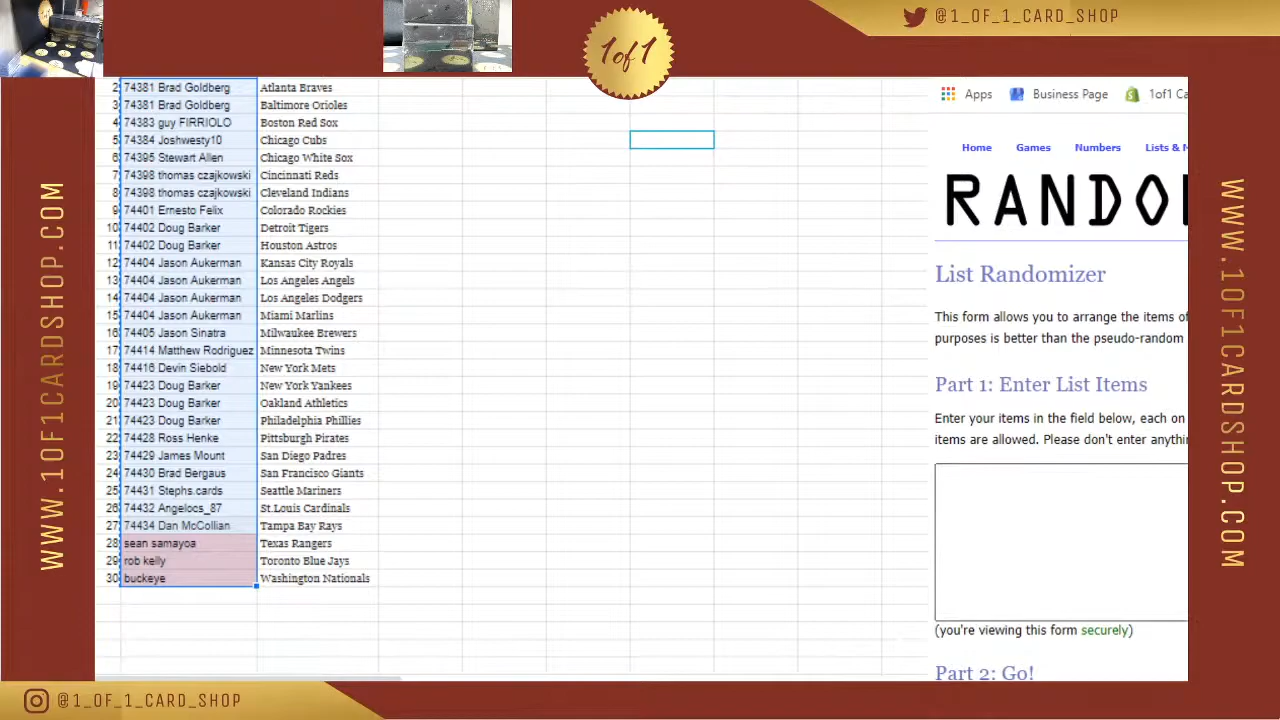 @1_OF_1_CARD_SHOP
1of1
2 74381 Brad Goldberg Atlanta Braves
3 74381 Brad Goldberg Baltimore Orioles
4 74383 guy FIRRIOLO Boston Red Sox
5 74384 Joshwesty10 Chicago Cubs
6 74395 Stewart Allen Chicago White Sox
7 74398 thomas czajkowski Cincinnati Reds
8 74398 thomas czajkowski Cleveland Indians
9 74401 Ernesto Felix Colorado Rockies
10 74402 Doug Barker Detroit Tigers
11 74402 Doug Barker Houston Astros
12 74404 Jason Aukerman Kansas City Royals
13 74404 Jason Aukerman Los Angeles Angels
14 74404 Jason Aukerman Los Angeles Dodgers
15 74404 Jason Aukerman Miami Marlins
16 74405 Jason Sinatra Milwaukee Brewers
17 74414 Matthew Rodriguez Minnesota Twins
18 74416 Devin Siebold New York Mets
19 74423 Doug Barker New York Yankees
20 74423 Doug Barker Oakland Athletics
21 74423 Doug Barker Philadelphia Phillies
22 74428 Ross Henke Pittsburgh Pirates
23 74429 James Mount San Diego Padres
24 74430 Brad Bergaus San Francisco Giants
25 74431 Stephs.cards Seattle Mariners
26 74432 Angelocs_87 St.Louis Cardinals
27 74434 Dan McCollian Tampa Bay Rays
28 sean samayoa Texas Rangers
29 rob kelly Toronto Blue Jays
30 buckeye Washington Nationals
Apps Business Page 1of1 Ca
Home Games Numbers Lists & M
RANDO
List Randomizer
This form allows you to arrange the items of
purposes is better than the pseudo-random
Part 1: Enter List Items
Enter your items in the field below, each on
items are allowed. Please don't enter anythi
(you're viewing this form securely)
Part 2: Go!
WWW.1OF1CARDSHOP.COM
WWW.1OF1CARDSHOP.COM
@1_OF_1_CARD_SHOP